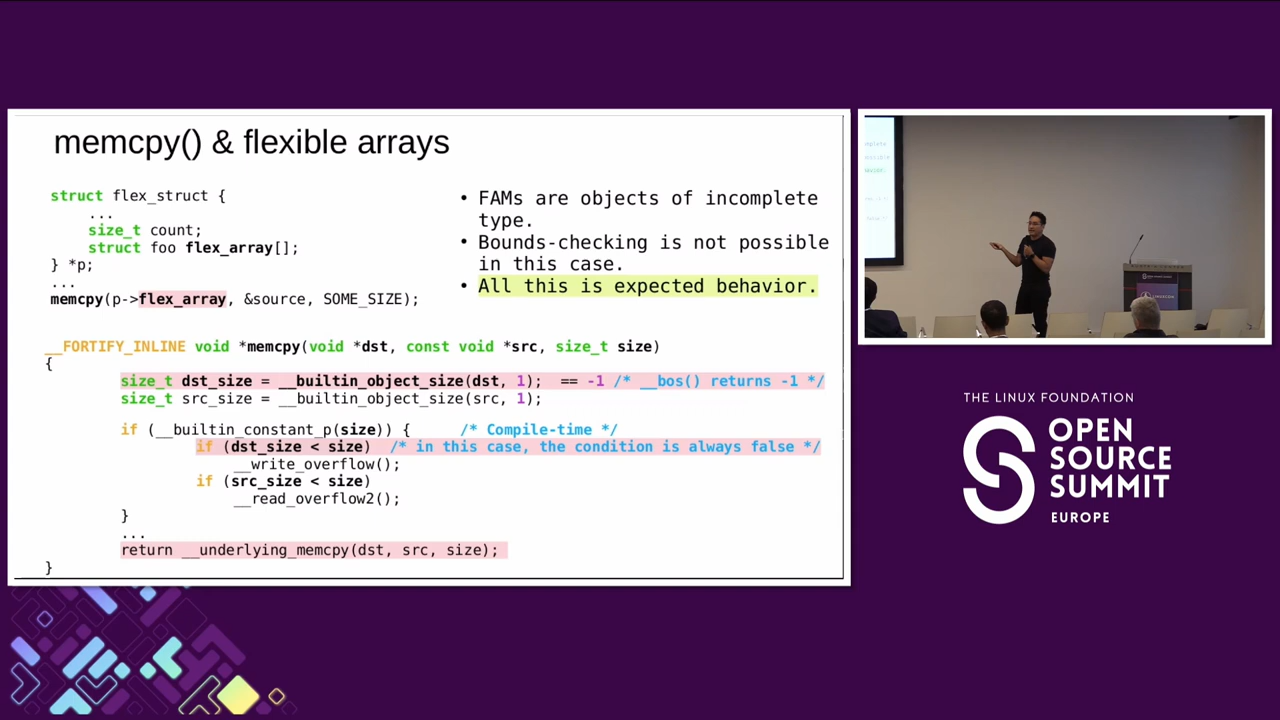 memcpy() & flexible arrays
struct flex_struct {
...
size_t count;
struct foo flex_array[];
} *p;
...
memcpy(p->flex_array, &source, SOME_SIZE);
• FAMs are objects of incomplete
type.
• Bounds-checking is not possible
in this case.
• All this is expected behavior.
__FORTIFY_INLINE void *memcpy(void *dst, const void *src, size_t size)
{
size_t dst_size = __builtin_object_size(dst, 1);  == -1 /* __bos() returns -1 */
size_t src_size = __builtin_object_size(src, 1);
if (__builtin_constant_p(size)) {      /* Compile-time */
if (dst_size < size)  /* in this case, the condition is always false */
__write_overflow();
if (src_size < size)
__read_overflow2();
}
...
return __underlying_memcpy(dst, src, size);
}
THE LINUX FOUNDATION
OPEN
SOURCE
SUMMIT
EUROPE